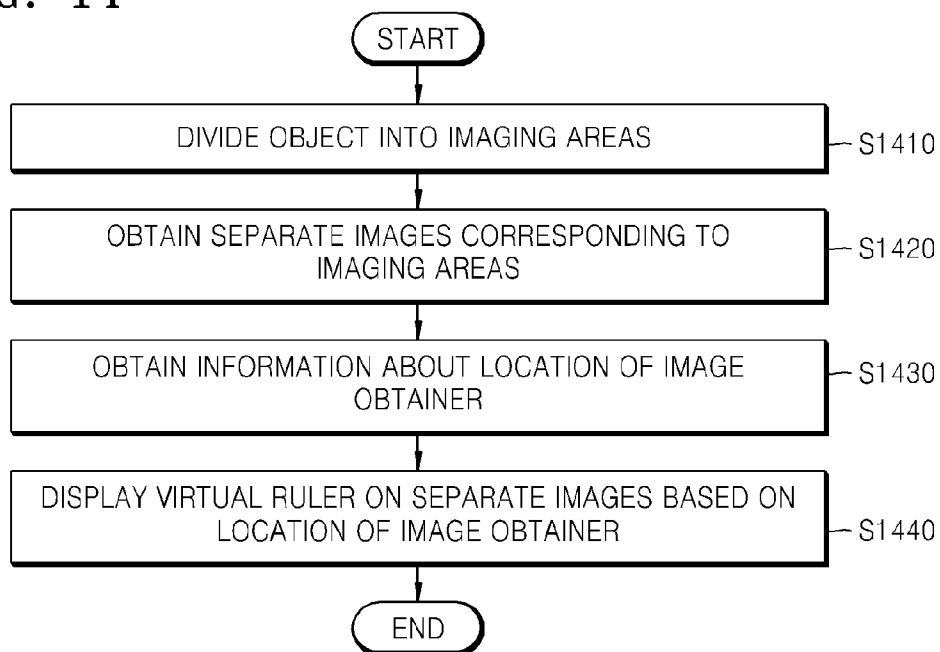 START
DIVIDE OBJECT INTO IMAGING AREAS
S1410
OBTAIN SEPARATE IMAGES CORRESPONDING TO
IMAGING AREAS
S1420
OBTAIN INFORMATION ABOUT LOCATION OF IMAGE
OBTAINER
S1430
DISPLAY VIRTUAL RULER ON SEPARATE IMAGES BASED ON
LOCATION OF IMAGE OBTAINER
S1440
END